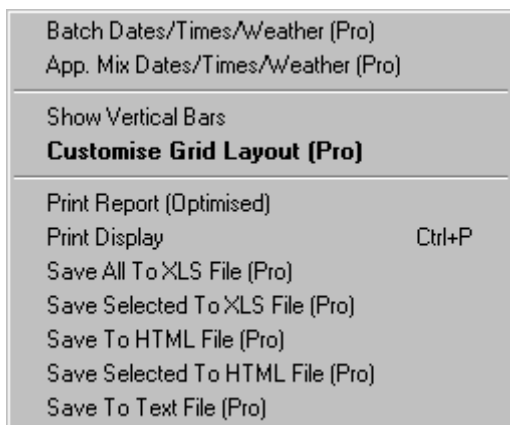 Batch Dates/Times/Weather (Pro)
App. Mix Dates/Times/Weather (Pro)
Show Vertical Bars
Customise Grid Layout (Pro)
Print Report (Optimised)
Print Display Ctrl+P
Save All To XLS File (Pro)
Save Selected To XLS File (Pro)
Save To HTML File (Pro)
Save Selected To HTML File (Pro)
Save To Text File (Pro)